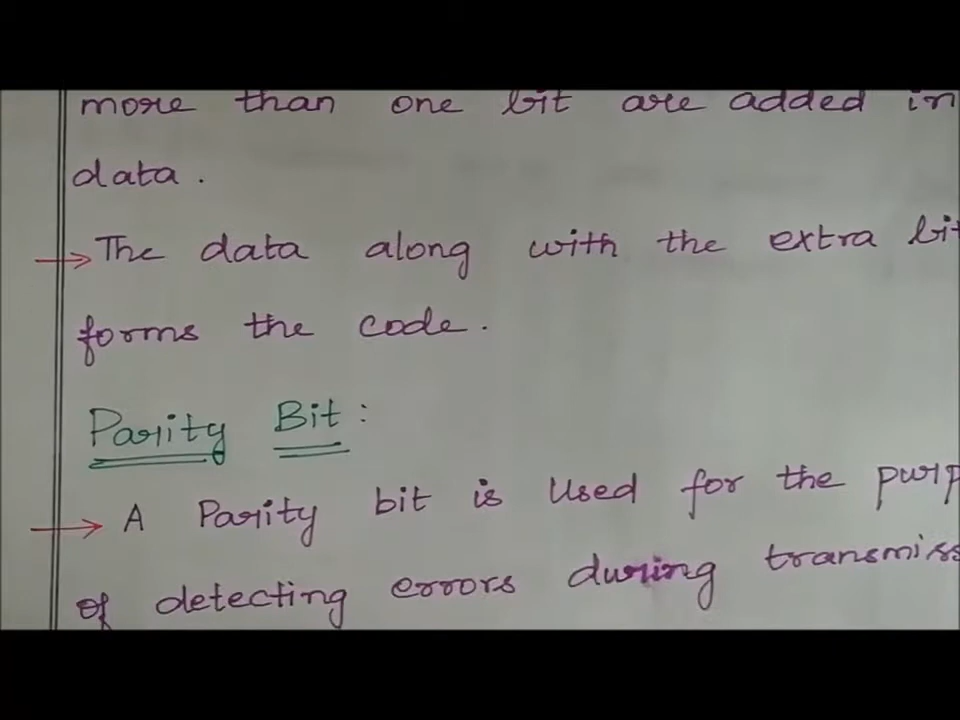 more than one bit are added in
data.
→ The data along with the extra bit
forms the code.
Parity Bit:
→ A Parity bit is Used for the purp
of detecting errors during transmiss